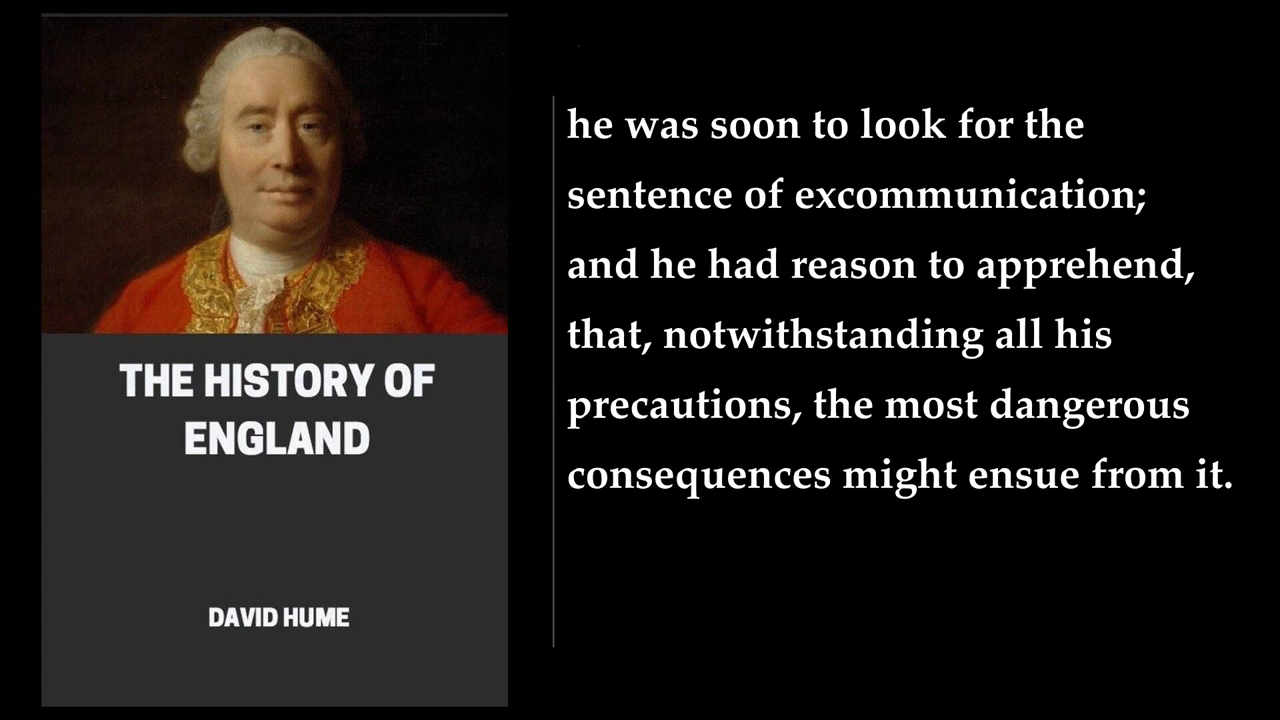 THE HISTORY OF
ENGLAND
DAVID HUME
he was soon to look for the
sentence of excommunication;
and he had reason to apprehend,
that, notwithstanding all his
precautions, the most dangerous
consequences might ensue from it.